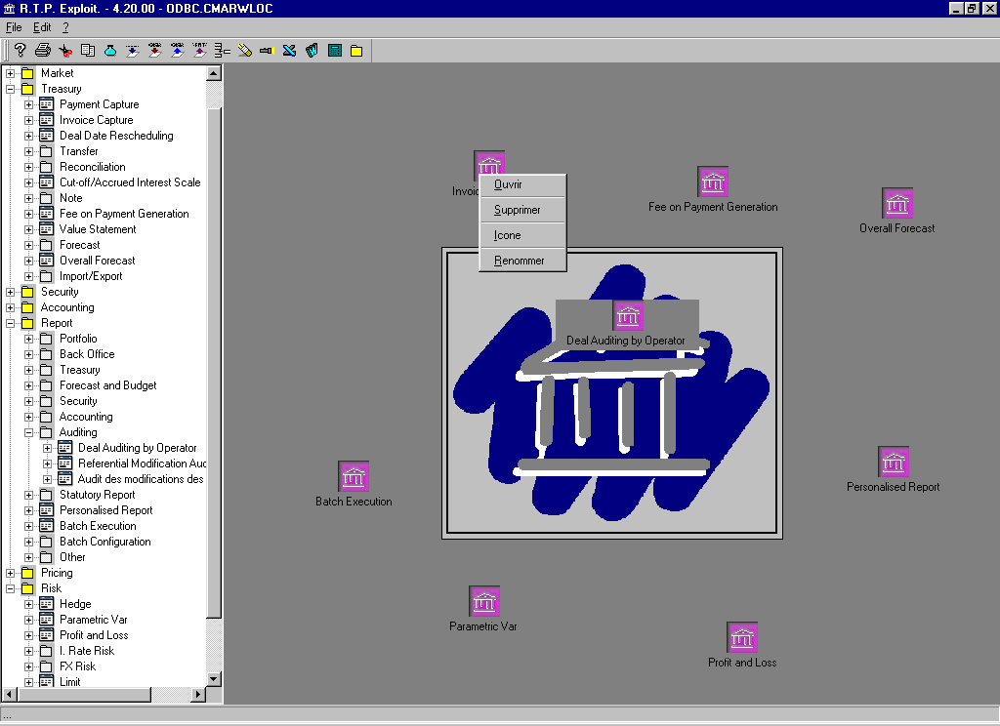 R.T.P. Exploit. - 4.20.00 - ODBC.CMARWLOC
File Edit ?
Market
Treasury
Payment Capture
Invoice Capture
Deal Date Rescheduling
Transfer
Reconciliation
Cut-off/Accrued Interest Scale
Note
Fee on Payment Generation
Value Statement
Forecast
Overall Forecast
Import/Export
Security
Accounting
Report
Portfolio
Back Office
Treasury
Forecast and Budget
Security
Accounting
Auditing
Deal Auditing by Operator
Referential Modification Aud
Audit des modifications des
Statutory Report
Personalised Report
Batch Execution
Batch Configuration
Other
Pricing
Risk
Hedge
Parametric Var
Profit and Loss
I. Rate Risk
FX Risk
Limit
Invoic
Ouvrir
Supprimer
Icone
Renommer
Fee on Payment Generation
Overall Forecast
Deal Auditing by Operator
Batch Execution
Personalised Report
Parametric Var
Profit and Loss
...